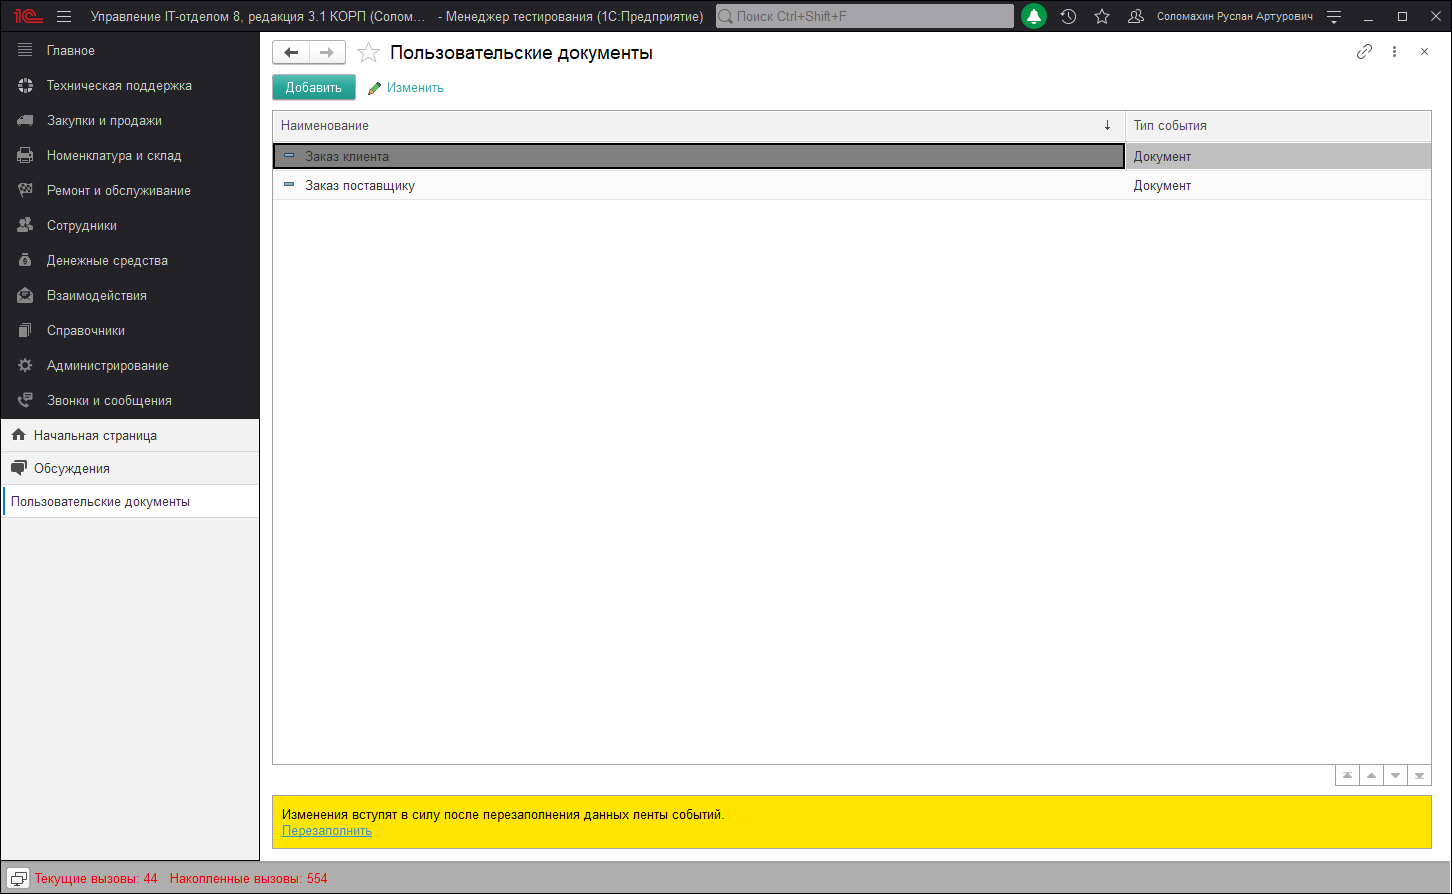 1С Управление IT-отделом 8, редакция 3.1 КОРП (Солом... - Менеджер тестирования (1С:Предприятие) Поиск Ctrl+Shift+F Соломахин Руслан Артурович
Главное
Техническая поддержка
Закупки и продажи
Номенклатура и склад
Ремонт и обслуживание
Сотрудники
Денежные средства
Взаимодействия
Справочники
Администрирование
Звонки и сообщения
Начальная страница
Обсуждения
Пользовательские документы
Пользовательские документы
Добавить Изменить
Наименование ↓ Тип события
Заказ клиента Документ
Заказ поставщику Документ
Изменения вступят в силу после перезаполнения данных ленты событий.
Перезаполнить
Текущие вызовы: 44 Накопленные вызовы: 554